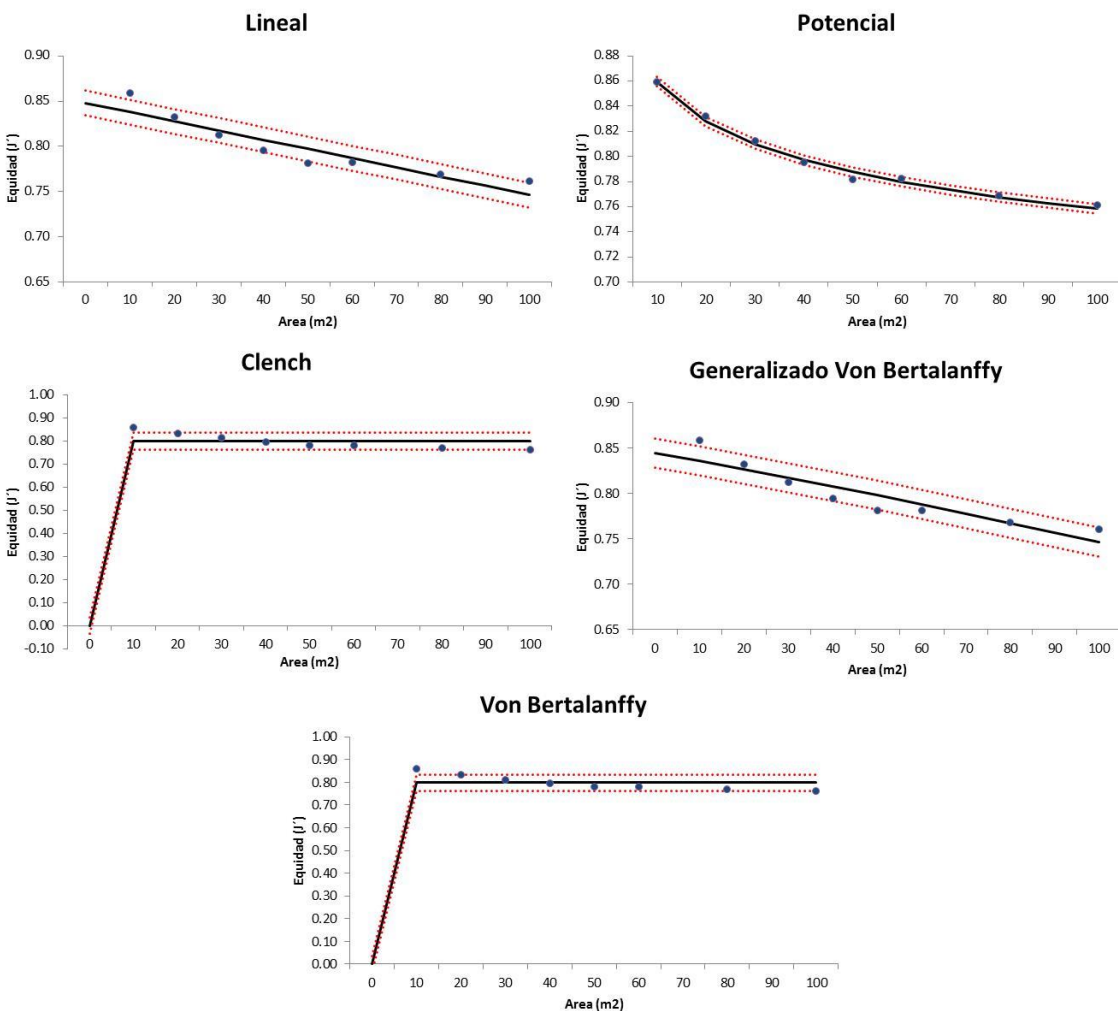 Lineal
0.90
0.85
0.80
0.75
0.70
0.65
Equidad (J´)
0 10 20 30 40 50 60 70 80 90 100
Area (m2)
Potencial
0.88
0.86
0.84
0.82
0.80
0.78
0.76
0.74
0.72
0.70
Equidad (J´)
10 20 30 40 50 60 70 80 90 100
Area (m2)
Clench
1.00
0.90
0.80
0.70
0.60
0.50
0.40
0.30
0.20
0.10
0.00
-0.10
Equidad (J´)
0 10 20 30 40 50 60 70 80 90 100
Area (m2)
Generalizado Von Bertalanffy
0.90
0.85
0.80
0.75
0.70
0.65
Equidad (J´)
0 10 20 30 40 50 60 70 80 90 100
Area (m2)
Von Bertalanffy
1.00
0.90
0.80
0.70
0.60
0.50
0.40
0.30
0.20
0.10
0.00
Equidad (J´)
0 10 20 30 40 50 60 70 80 90 100
Area (m2)